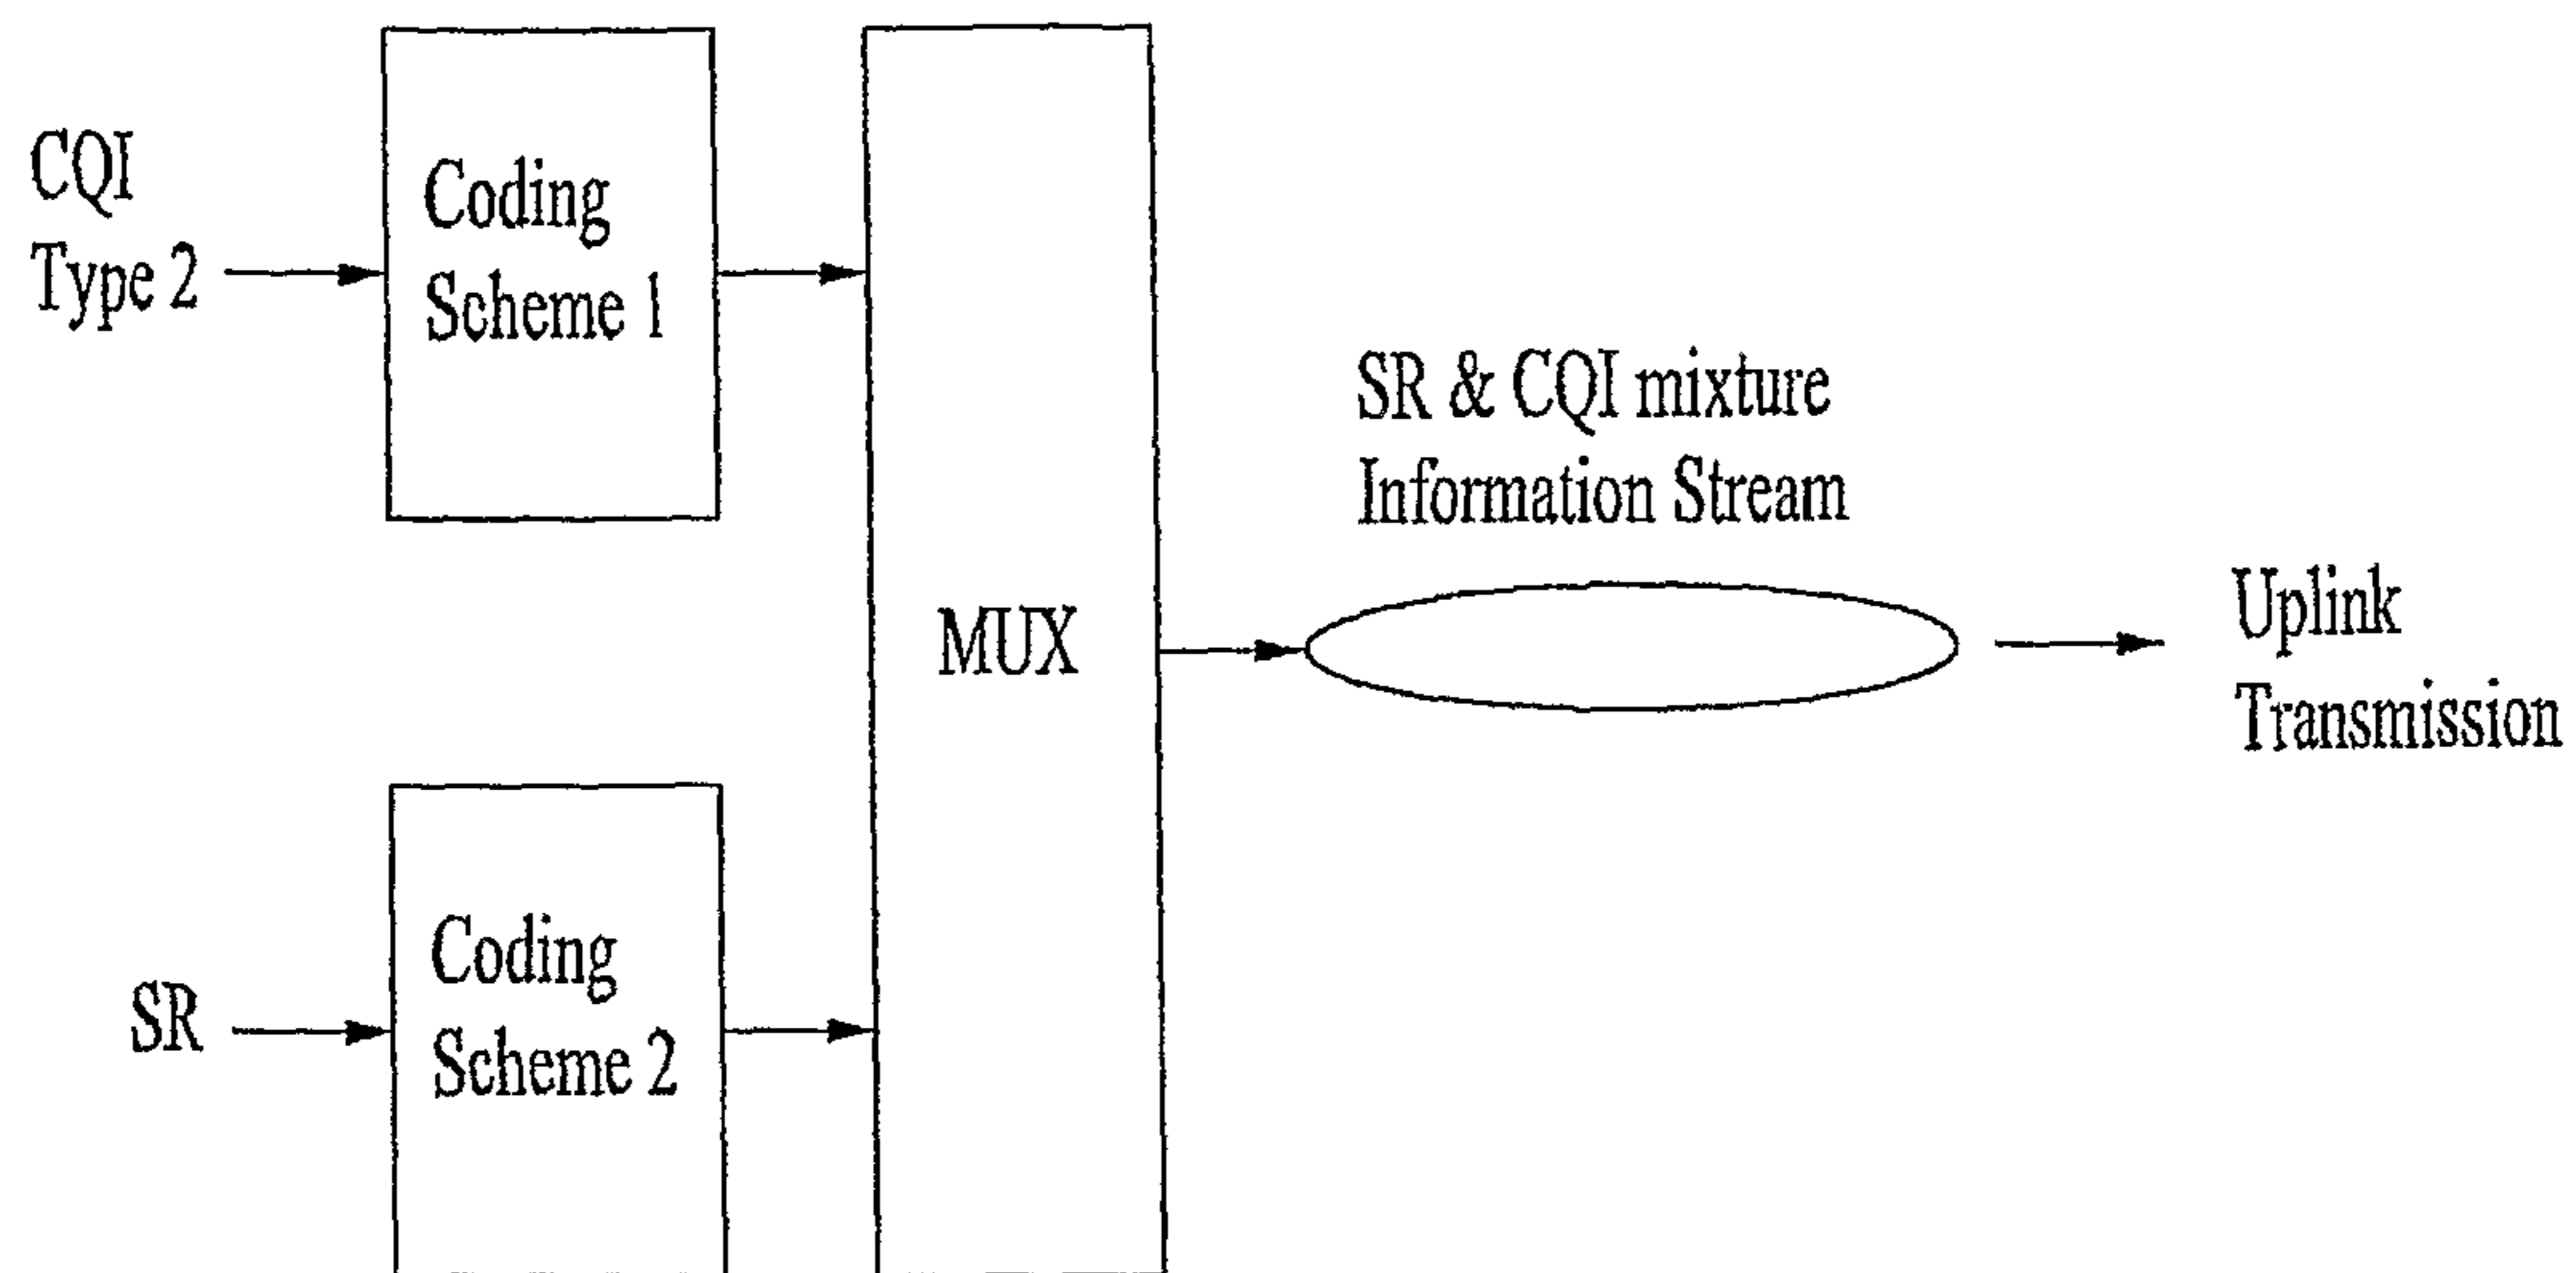 CQI
Type 2
Coding
Scheme 1
MUX
SR & CQI mixture
Information Stream
Uplink
Transmission
SR
Coding
Scheme 2